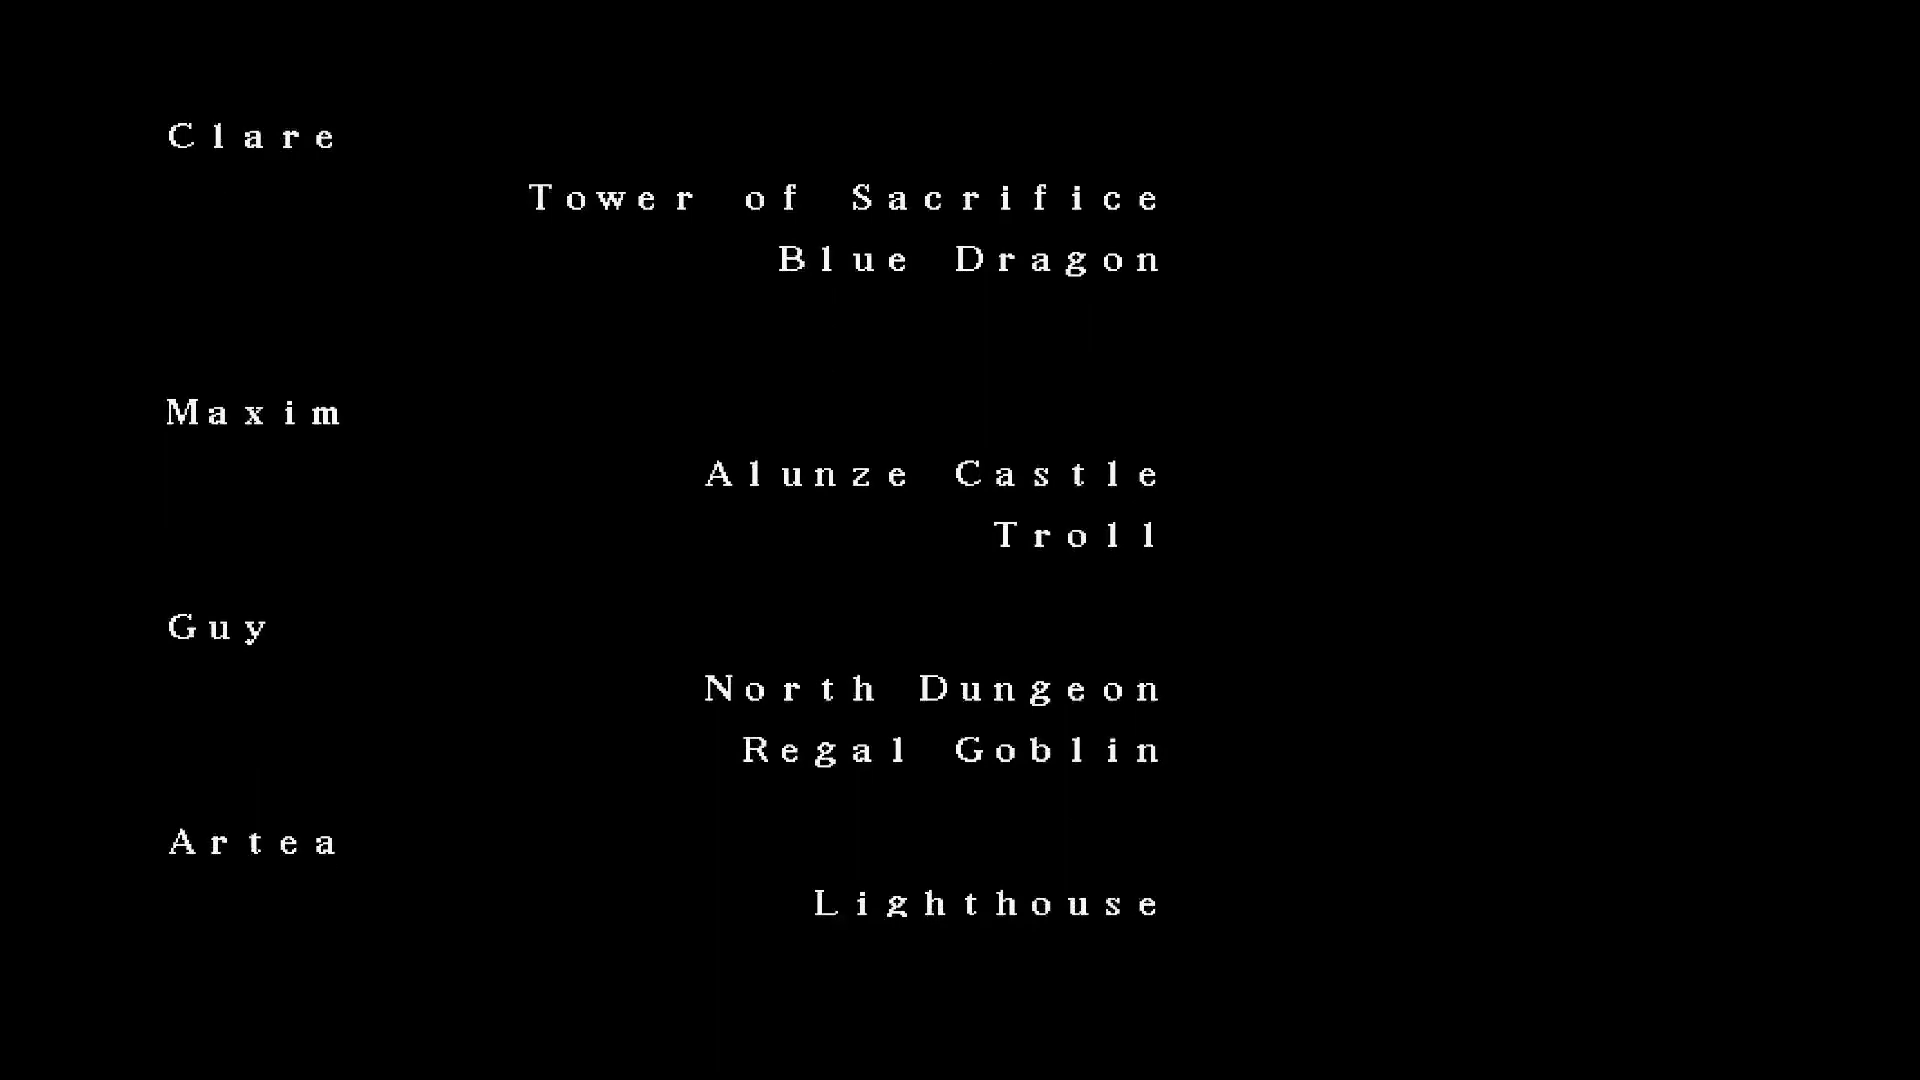 Clare
Tower of Sacrifice
Blue Dragon
Maxim
Alunze Castle
Troll
Guy
North Dungeon
Regal Goblin
Artea
Lighthouse